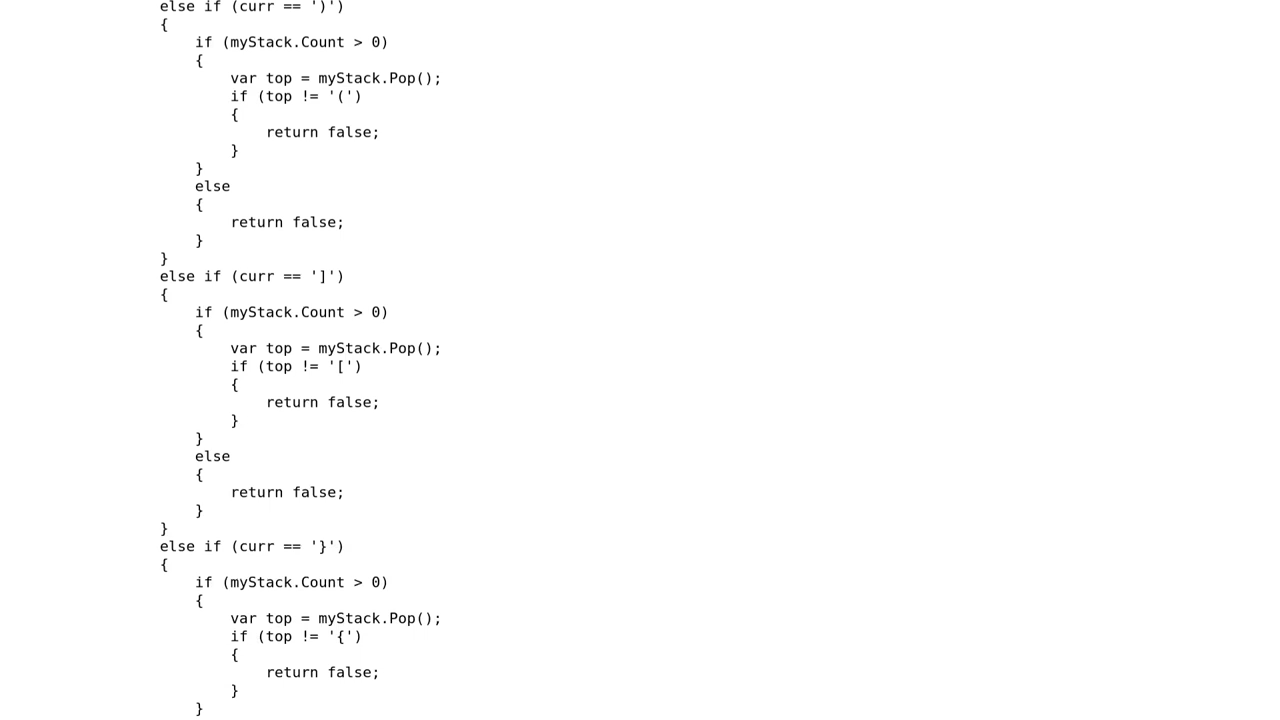 else if (curr == ')')
{
    if (myStack.Count > 0)
    {
        var top = myStack.Pop();
        if (top != '(')
        {
            return false;
        }
    }
    else
    {
        return false;
    }
}
else if (curr == ']')
{
    if (myStack.Count > 0)
    {
        var top = myStack.Pop();
        if (top != '[')
        {
            return false;
        }
    }
    else
    {
        return false;
    }
}
else if (curr == '}')
{
    if (myStack.Count > 0)
    {
        var top = myStack.Pop();
        if (top != '{')
        {
            return false;
        }
    }